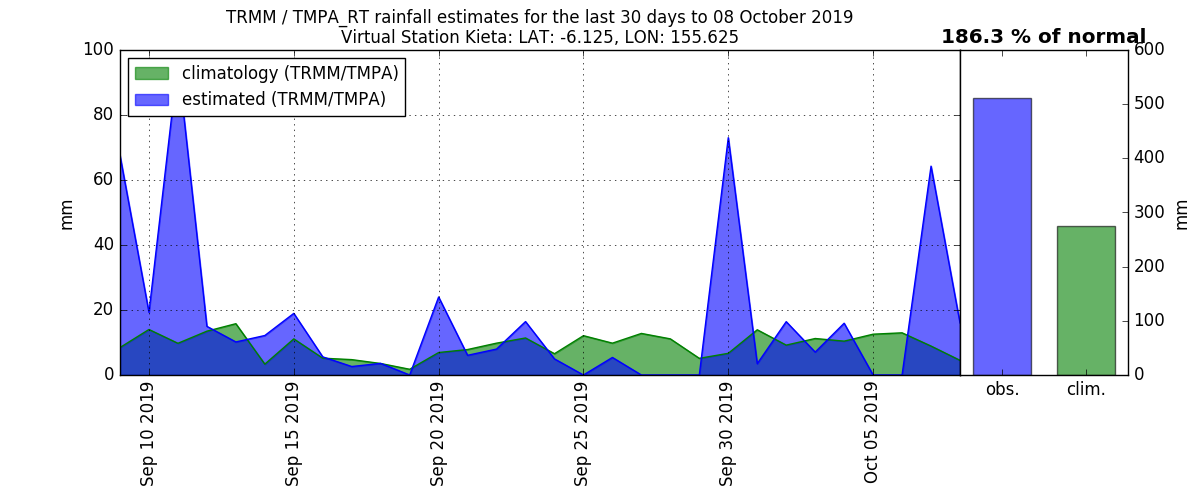 TRMM / TMPA_RT rainfall estimates for the last 30 days to 08 October 2019
Virtual Station Kieta: LAT: -6.125, LON: 155.625
186.3 % of normal
climatology (TRMM/TMPA)
estimated (TRMM/TMPA)
mm
100
80
60
40
20
0
Sep 10 2019
Sep 15 2019
Sep 20 2019
Sep 25 2019
Sep 30 2019
Oct 05 2019
600
500
400
300
200
100
0
mm
obs.
clim.